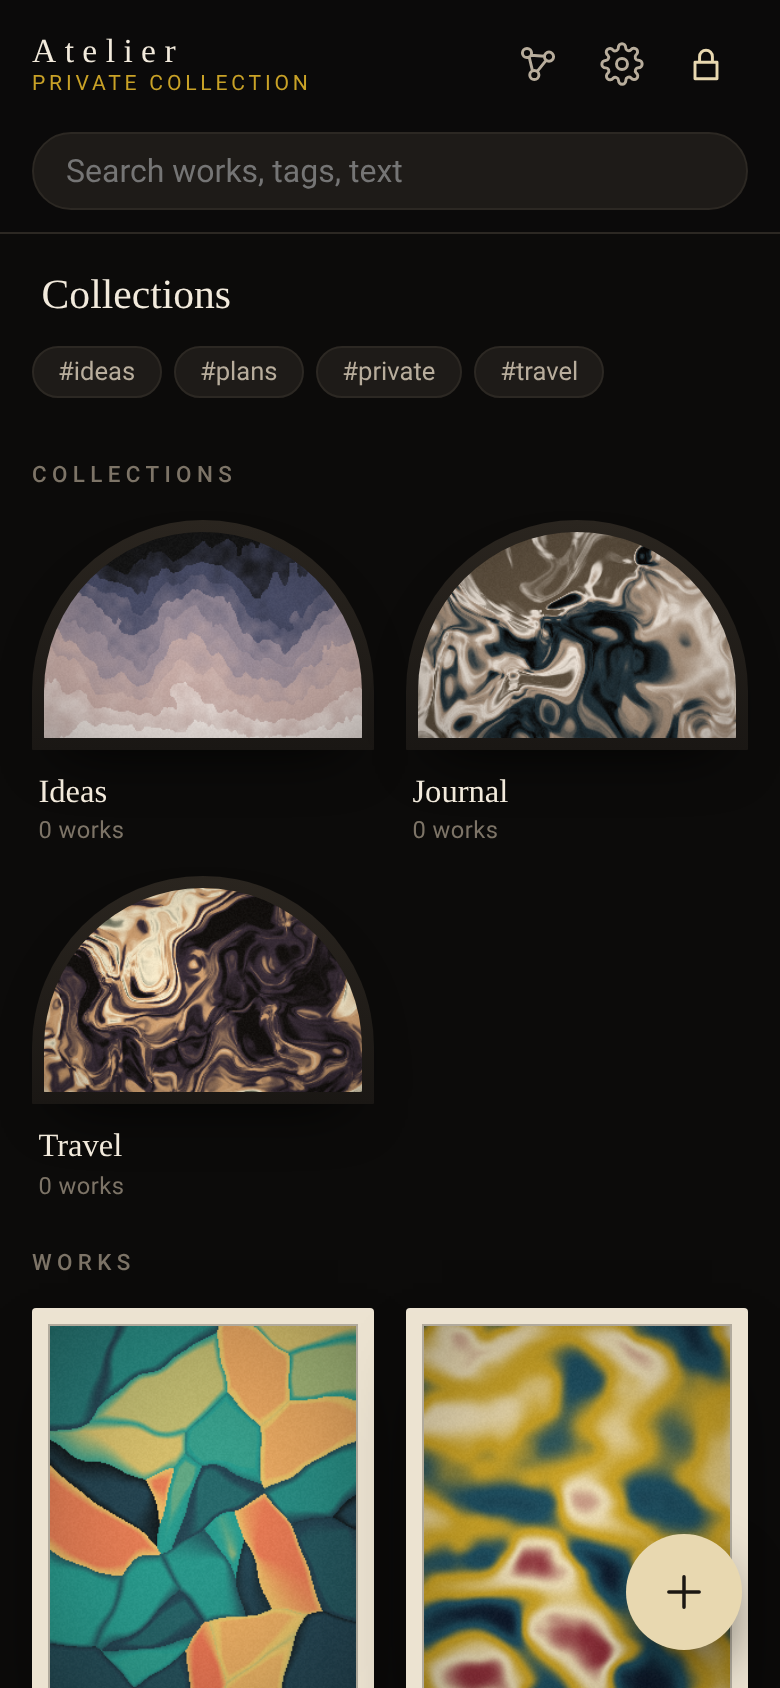 Atelier
PRIVATE COLLECTION
Search works, tags, text
Collections
#ideas #plans #private #travel
COLLECTIONS
Ideas Journal
0 works 0 works
Travel
0 works
WORKS